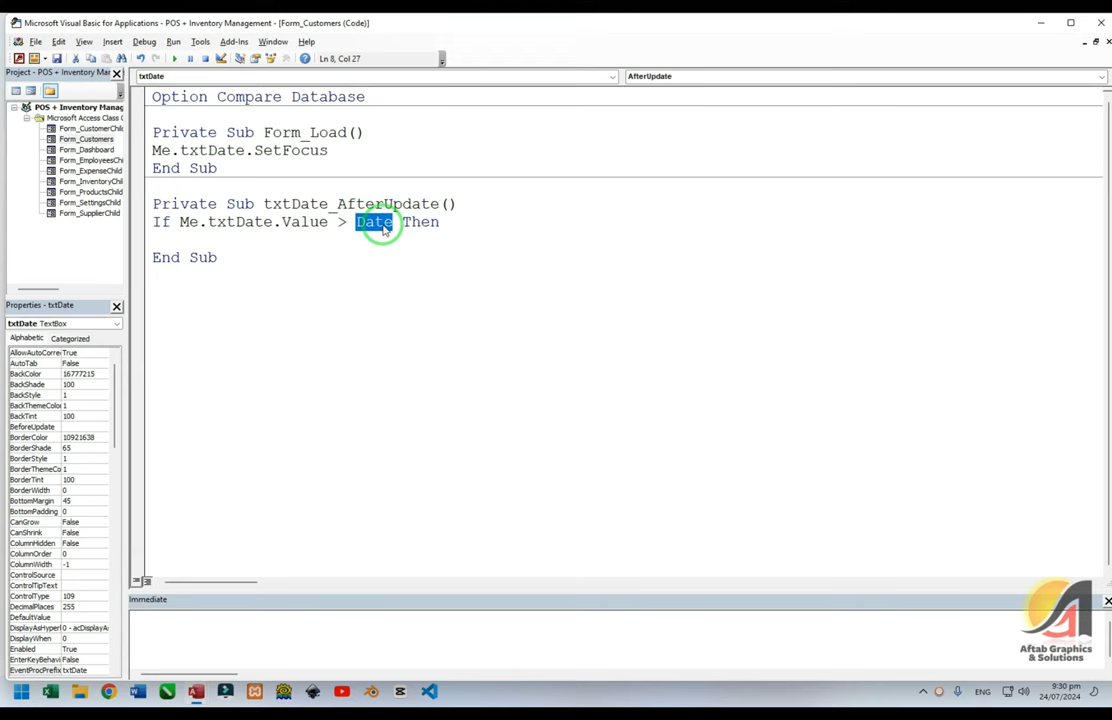 Microsoft Visual Basic for Applications - POS + Inventory Management - [Form_Customers (Code)]
File Edit View Insert Debug Run Tools Add-Ins Window Help
Ln 8, Col 27
Project - POS + Inventory Mar
txtDate
AfterUpdate
POS + Inventory Manag
Microsoft Access Class O
Form_CustomerChil
Form_Customers
Form_Dashboard
Form_EmployeesChi
Form_ExpenseChild
Form_InventoryChild
Form_ProductsChild
Form_SettingsChild
Form_SupplierChild
Option Compare Database
Private Sub Form_Load()
Me.txtDate.SetFocus
End Sub
Private Sub txtDate_AfterUpdate()
If Me.txtDate.Value > Date Then
End Sub
Properties - txtDate
txtDate TextBox
Alphabetic Categorized
AllowAutoCorre True
AutoTab False
BackColor 16777215
BackShade 100
BackStyle 1
BackThemeColor 1
BackTint 100
BeforeUpdate
BorderColor 10921638
BorderShade 65
BorderStyle 1
BorderThemeCo 1
BorderTint 100
BorderWidth 0
BottomMargin 45
BottomPadding 0
CanGrow False
CanShrink False
ColumnHidden False
ColumnOrder 0
ColumnWidth -1
ControlSource
ControlTipText
ControlType 109
DecimalPlaces 255
DefaultValue
DisplayAsHyperl 0 - acDisplayAs
DisplayWhen 0
Enabled True
EnterKeyBehavi False
EventProcPrefix txtDate
Immediate
Aftab Graphics
& Solutions
ENG
9:30 pm
24/07/2024